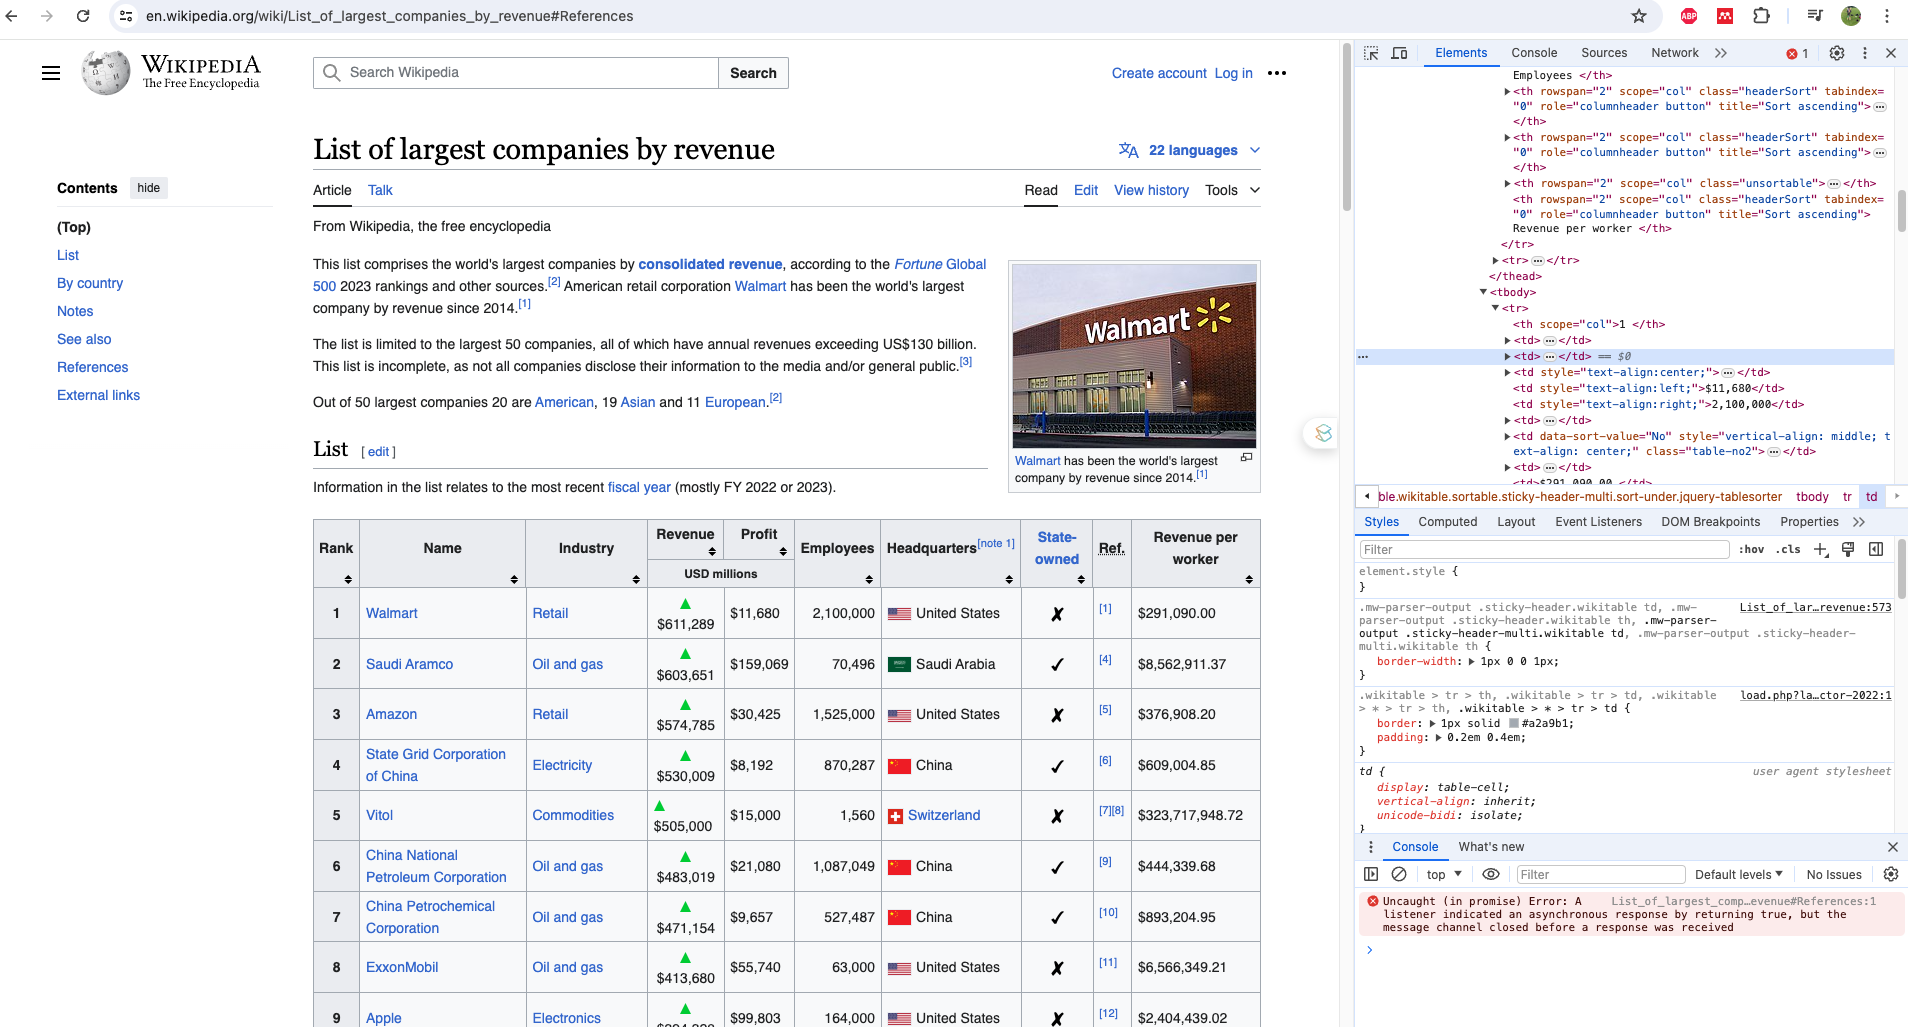 en.wikipedia.org/wiki/List_of_largest_companies_by_revenue#References
ABP
WIKIPEDIA
The Free Encyclopedia
Search Wikipedia
Search
Create account Log in
Contents hide
(Top)
List
By country
Notes
See also
References
External links
List of largest companies by revenue
22 languages
Article Talk
Read Edit View history Tools
From Wikipedia, the free encyclopedia
This list comprises the world's largest companies by consolidated revenue, according to the Fortune Global
500 2023 rankings and other sources.[2] American retail corporation Walmart has been the world's largest
company by revenue since 2014.[1]
The list is limited to the largest 50 companies, all of which have annual revenues exceeding US$130 billion.
This list is incomplete, as not all companies disclose their information to the media and/or general public.[3]
Out of 50 largest companies 20 are American, 19 Asian and 11 European.[2]
Walmart
Walmart has been the world's largest
company by revenue since 2014.[1]
List [ edit ]
Information in the list relates to the most recent fiscal year (mostly FY 2022 or 2023).
Rank Name Industry Revenue Profit Employees Headquarters[note 1] State-owned Ref. Revenue per worker
USD millions
1 Walmart Retail ▲ $611,289 $11,680 2,100,000 United States ✗ [1] $291,090.00
2 Saudi Aramco Oil and gas ▲ $603,651 $159,069 70,496 Saudi Arabia ✓ [4] $8,562,911.37
3 Amazon Retail ▲ $574,785 $30,425 1,525,000 United States ✗ [5] $376,908.20
4 State Grid Corporation of China Electricity ▲ $530,009 $8,192 870,287 China ✓ [6] $609,004.85
5 Vitol Commodities ▲ $505,000 $15,000 1,560 Switzerland ✗ [7][8] $323,717,948.72
6 China National Petroleum Corporation Oil and gas ▲ $483,019 $21,080 1,087,049 China ✓ [9] $444,339.68
7 China Petrochemical Corporation Oil and gas ▲ $471,154 $9,657 527,487 China ✓ [10] $893,204.95
8 ExxonMobil Oil and gas ▲ $413,680 $55,740 63,000 United States ✗ [11] $6,566,349.21
9 Apple Electronics ▲ $99,803 164,000 United States ✗ [12] $2,404,439.02
Elements Console Sources Network >> 1
Employees </th>
<th rowspan="2" scope="col" class="headerSort" tabindex=
"0" role="columnheader button" title="Sort ascending"> …
</th>
<th rowspan="2" scope="col" class="headerSort" tabindex=
"0" role="columnheader button" title="Sort ascending"> …
</th>
<th rowspan="2" scope="col" class="unsortable"> … </th>
<th rowspan="2" scope="col" class="headerSort" tabindex=
"0" role="columnheader button" title="Sort ascending">
Revenue per worker </th>
</tr>
<tr> … </tr>
</thead>
<tbody>
<tr>
<th scope="col">1 </th>
<td> … </td>
… <td> … </td> == $0
<td style="text-align:center;"> … </td>
<td style="text-align:left;">$11,680</td>
<td style="text-align:right;">2,100,000</td>
<td> … </td>
<td data-sort-value="No" style="vertical-align: middle; t
ext-align: center;" class="table-no2"> … </td>
<td> … </td>
<td>$291,090.00 </td>
ble.wikitable.sortable.sticky-header-multi.sort-under.jquery-tablesorter tbody tr td
Styles Computed Layout Event Listeners DOM Breakpoints Properties >>
Filter :hov .cls +
element.style {
}
.mw-parser-output .sticky-header.wikitable td, .mw- List_of_lar…revenue:573
parser-output .sticky-header.wikitable th, .mw-parser-
output .sticky-header-multi.wikitable td, .mw-parser-output .sticky-header-
multi.wikitable th {
border-width: 1px 0 0 1px;
}
.wikitable > tr > th, .wikitable > tr > td, .wikitable load.php?la…ctor-2022:1
> * > tr > th, .wikitable > * > tr > td {
border: 1px solid #a2a9b1;
padding: 0.2em 0.4em;
}
td { user agent stylesheet
display: table-cell;
vertical-align: inherit;
unicode-bidi: isolate;
}
Console What's new
top Filter Default levels No Issues
Uncaught (in promise) Error: A List_of_largest_comp…evenue#References:1
listener indicated an asynchronous response by returning true, but the
message channel closed before a response was received
>